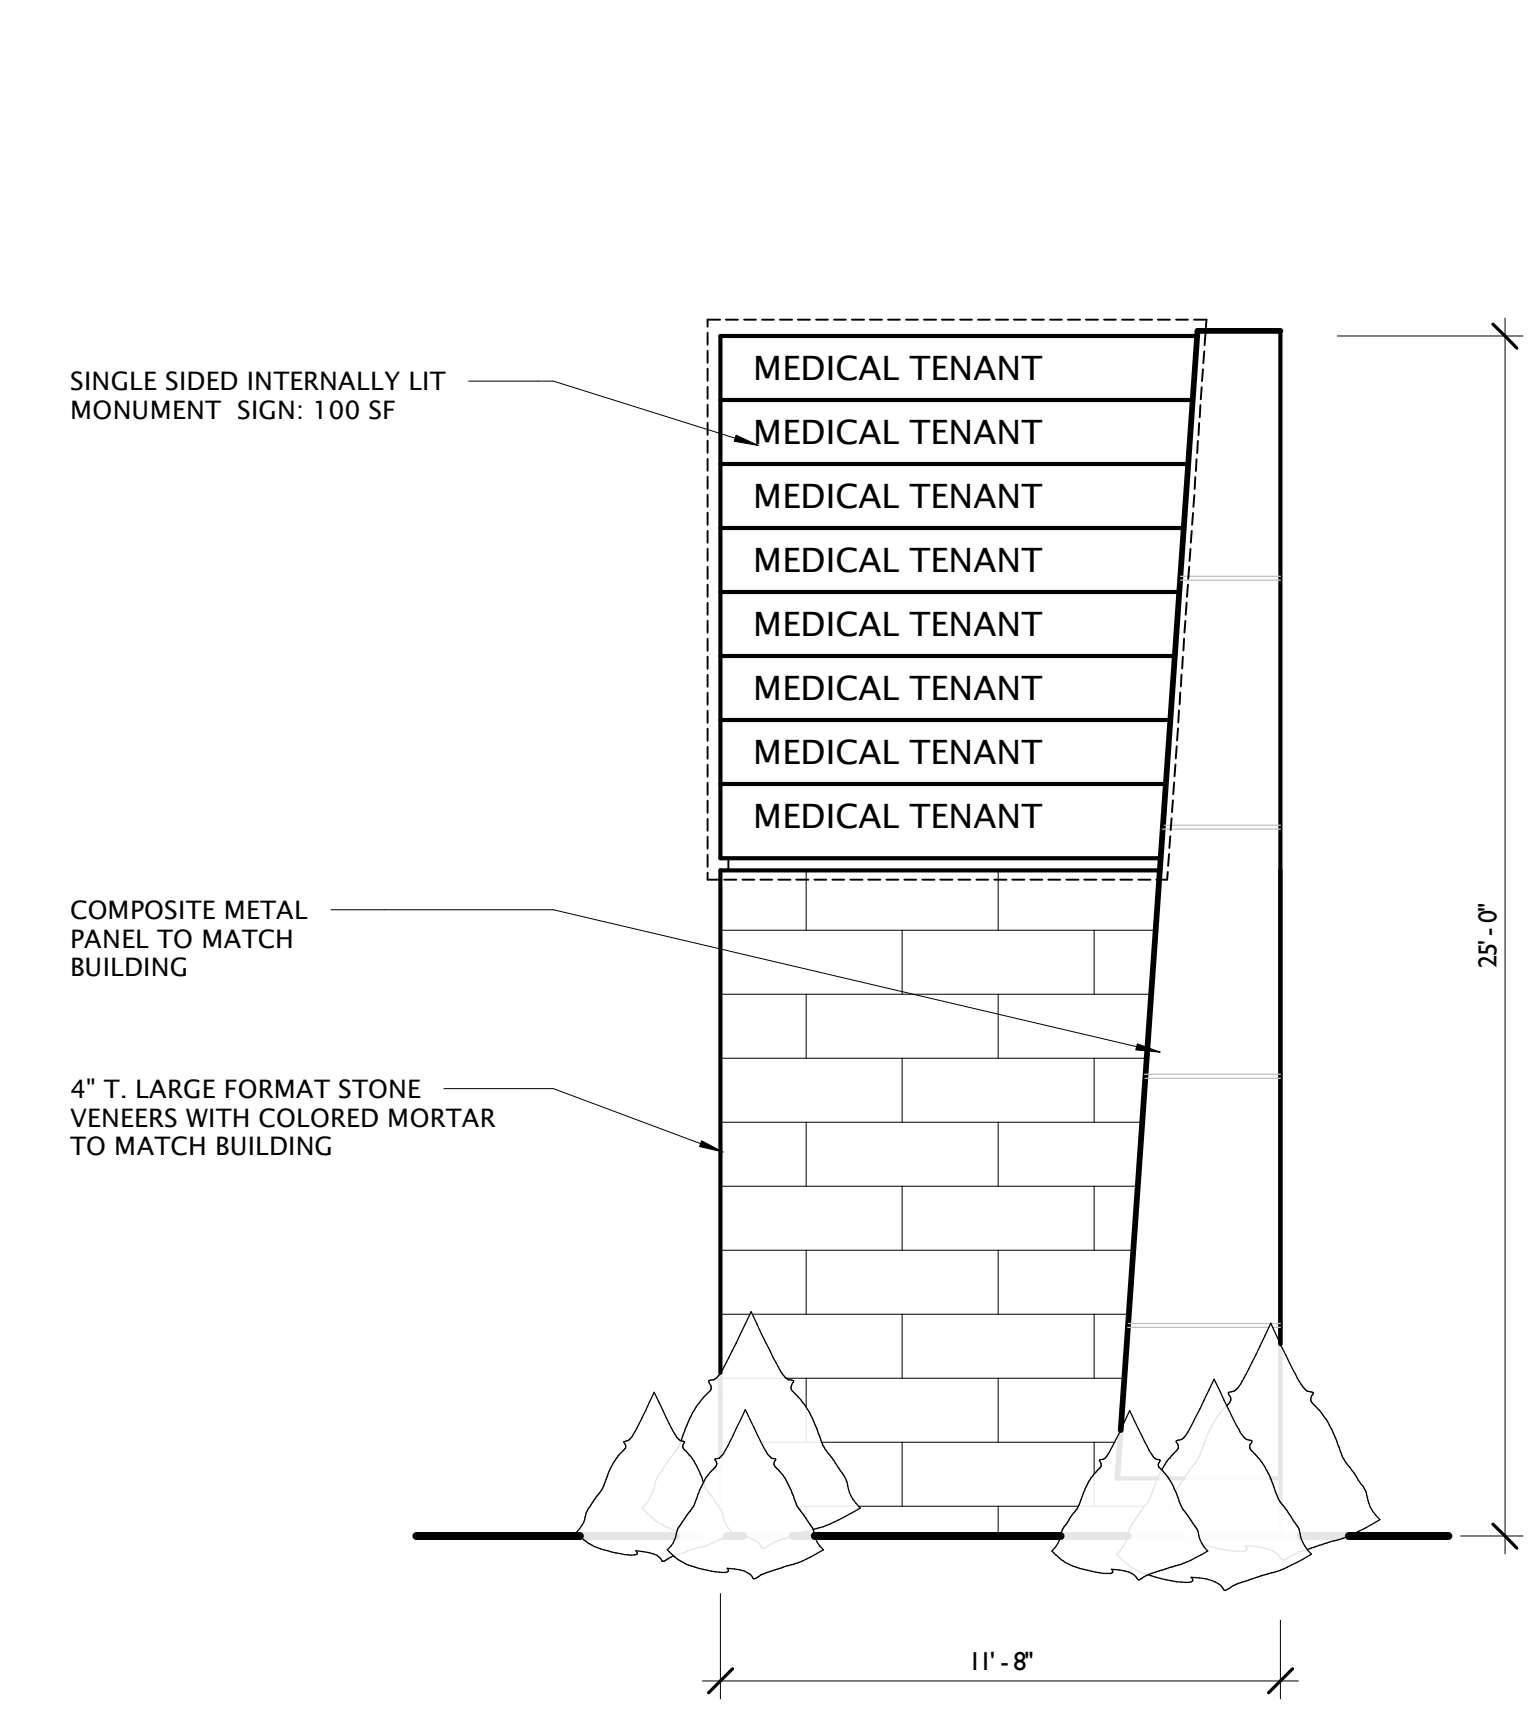 SINGLE SIDED INTERNALLY LIT
MONUMENT  SIGN: 100 SF
MEDICAL TENANT
MEDICAL TENANT
MEDICAL TENANT
MEDICAL TENANT
MEDICAL TENANT
MEDICAL TENANT
MEDICAL TENANT
MEDICAL TENANT
COMPOSITE METAL
PANEL TO MATCH
BUILDING
4" T. LARGE FORMAT STONE
VENEERS WITH COLORED MORTAR
TO MATCH BUILDING
25' - 0"
11' - 8"